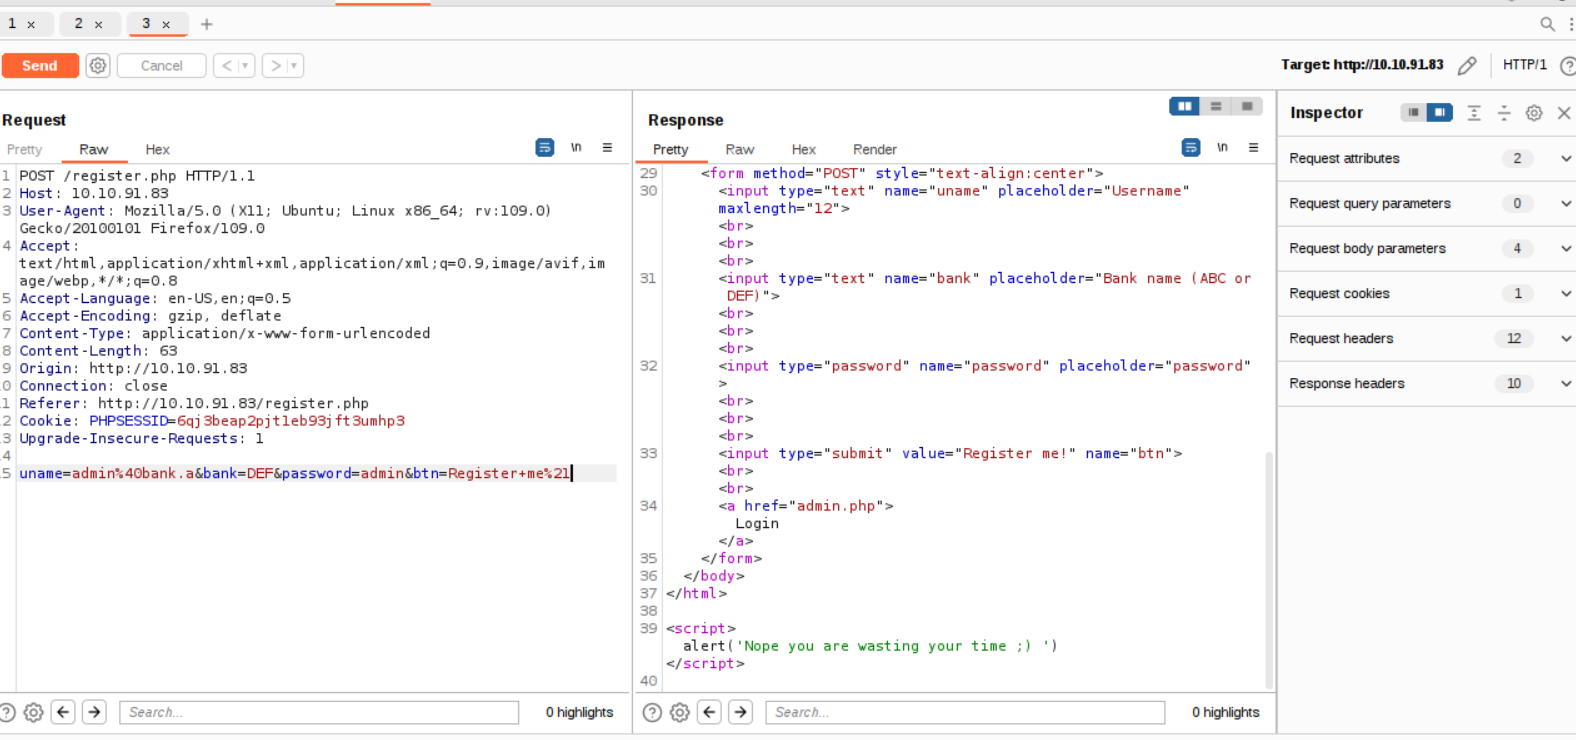 1 × 2 × 3 × +
Send Cancel < > Target: http://10.10.91.83 HTTP/1
Request
Pretty Raw Hex \n
1 POST /register.php HTTP/1.1
2 Host: 10.10.91.83
3 User-Agent: Mozilla/5.0 (X11; Ubuntu; Linux x86_64; rv:109.0)
Gecko/20100101 Firefox/109.0
4 Accept:
text/html,application/xhtml+xml,application/xml;q=0.9,image/avif,im
age/webp,*/*;q=0.8
5 Accept-Language: en-US,en;q=0.5
6 Accept-Encoding: gzip, deflate
7 Content-Type: application/x-www-form-urlencoded
8 Content-Length: 63
9 Origin: http://10.10.91.83
0 Connection: close
1 Referer: http://10.10.91.83/register.php
2 Cookie: PHPSESSID=6qj3beap2pjtleb93jft3umhp3
3 Upgrade-Insecure-Requests: 1
4
5 uname=admin%40bank.a&bank=DEF&password=admin&btn=Register+me%21
Search... 0 highlights
Response
Pretty Raw Hex Render \n
29 <form method="POST" style="text-align:center">
30 <input type="text" name="uname" placeholder="Username"
maxlength="12">
<br>
<br>
<br>
31 <input type="text" name="bank" placeholder="Bank name (ABC or
DEF)">
<br>
<br>
<br>
32 <input type="password" name="password" placeholder="password"
>
<br>
<br>
<br>
33 <input type="submit" value="Register me!" name="btn">
<br>
<br>
34 <a href="admin.php">
Login
</a>
35 </form>
36 </body>
37 </html>
38
39 <script>
alert('Nope you are wasting your time ;) ')
</script>
40
Search... 0 highlights
Inspector
Request attributes 2
Request query parameters 0
Request body parameters 4
Request cookies 1
Request headers 12
Response headers 10